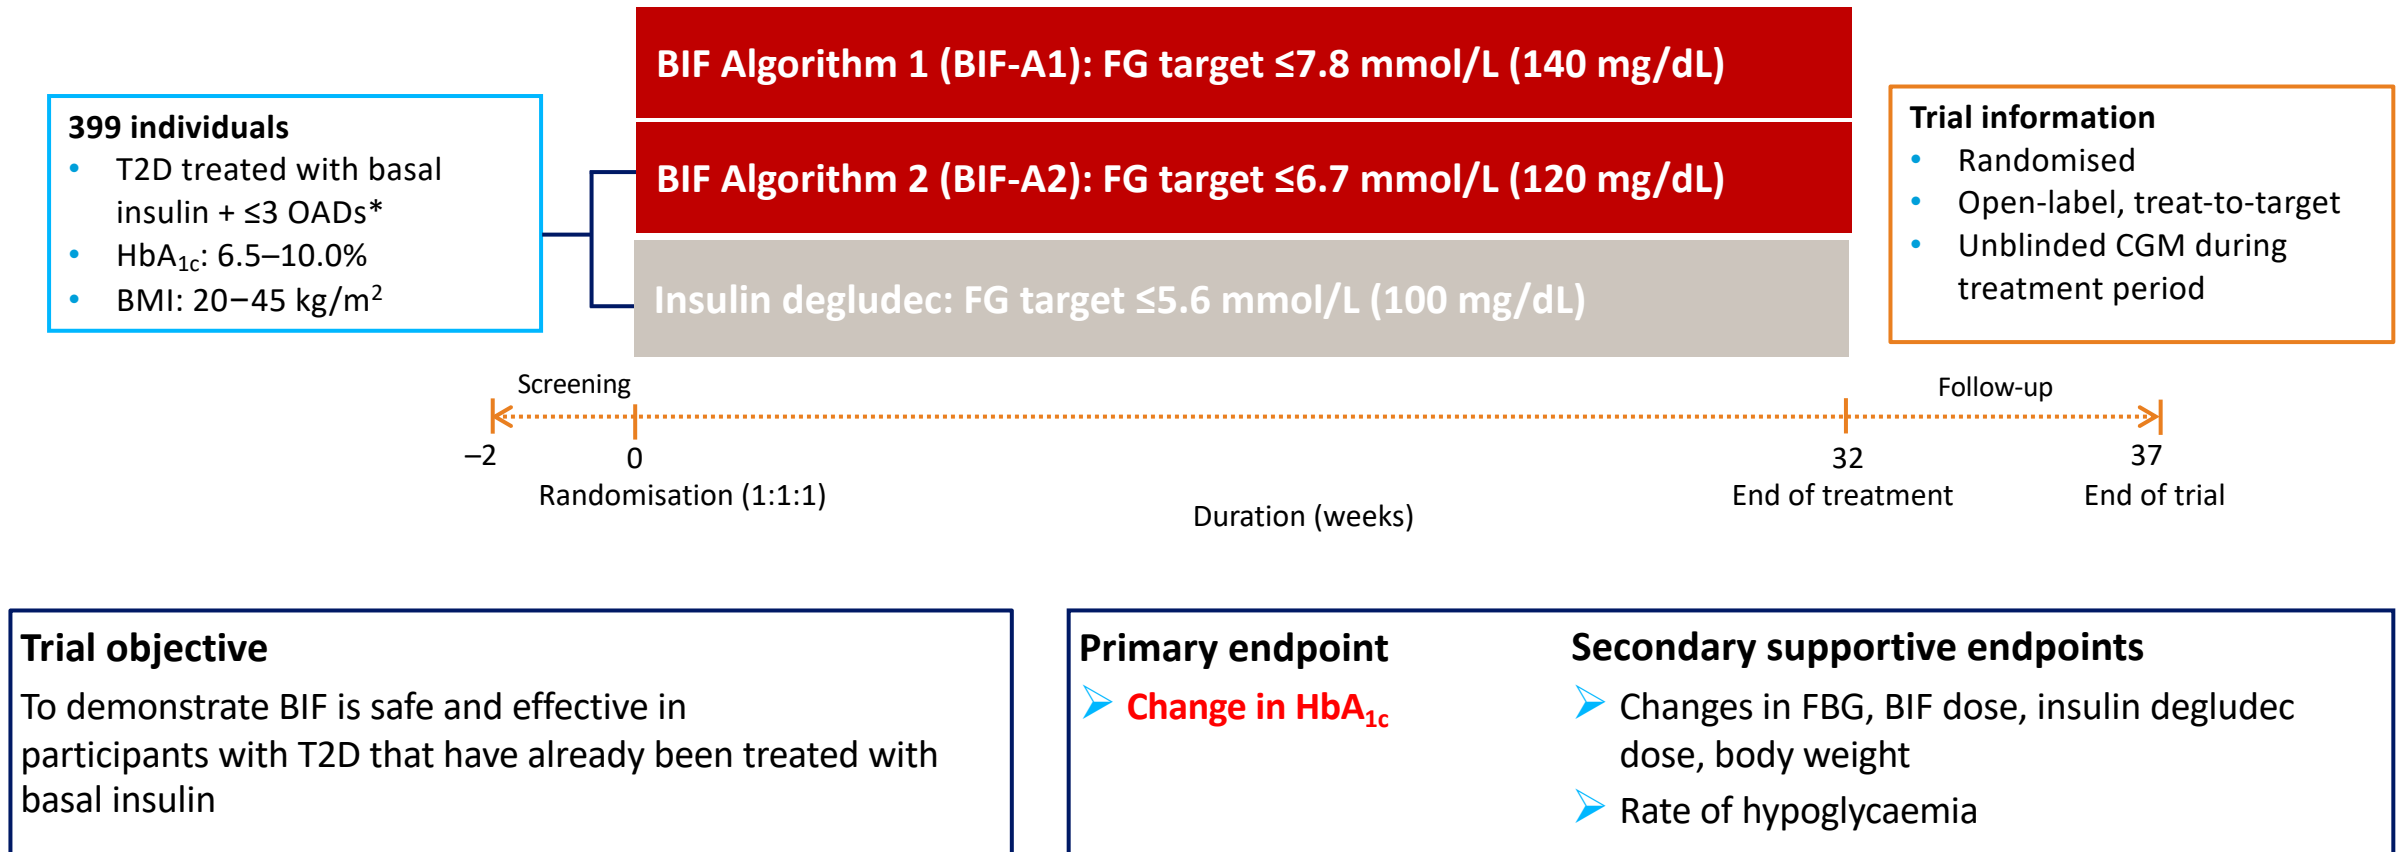 BIF Algorithm 1 (BIF-A1): FG target ≤7.8 mmol/L (140 mg/dL)
BIF Algorithm 2 (BIF-A2): FG target ≤6.7 mmol/L (120 mg/dL)
Insulin degludec: FG target ≤5.6 mmol/L (100 mg/dL)
399 individuals
• T2D treated with basal
insulin + ≤3 OADs*
• HbA1c: 6.5–10.0%
• BMI: 20–45 kg/m²
Trial information
• Randomised
• Open-label, treat-to-target
• Unblinded CGM during
treatment period
Screening
Follow-up
–2
0
32
37
Randomisation (1:1:1)
End of treatment
End of trial
Duration (weeks)
Trial objective
To demonstrate BIF is safe and effective in
participants with T2D that have already been treated with
basal insulin
Primary endpoint
Change in HbA1c
Secondary supportive endpoints
Changes in FBG, BIF dose, insulin degludec
dose, body weight
Rate of hypoglycaemia